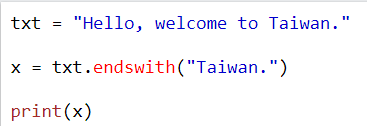 txt = "Hello, welcome to Taiwan."
x = txt.endswith("Taiwan.")
print(x)